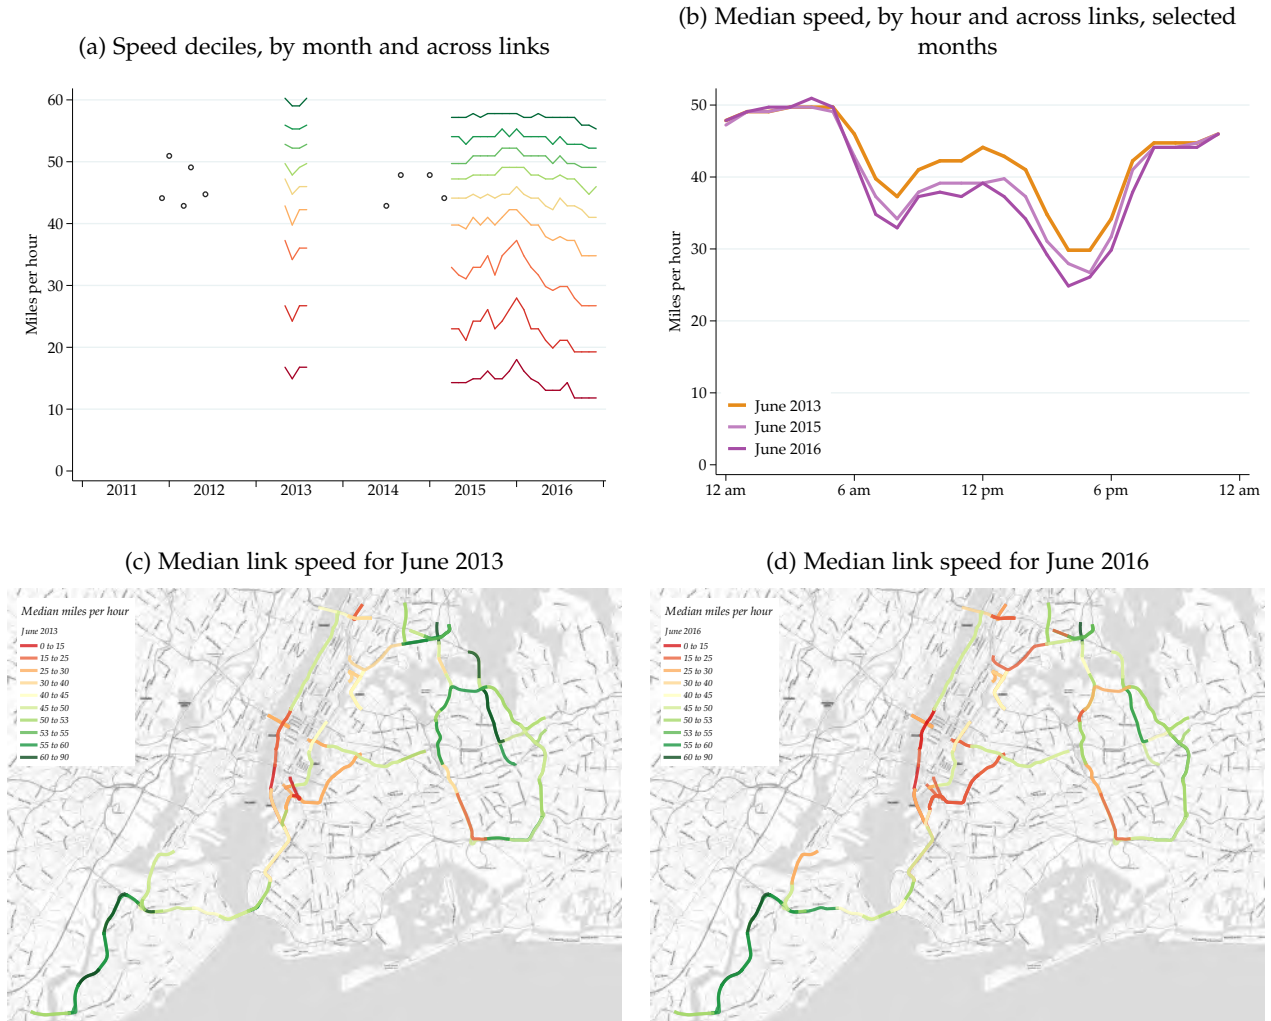 (a) Speed deciles, by month and across links
60
50
40
30
20
10
0
Miles per hour
2011 2012 2013 2014 2015 2016
(b) Median speed, by hour and across links, selected
months
50
40
30
20
10
0
Miles per hour
June 2013
June 2015
June 2016
12 am 6 am 12 pm 6 pm 12 am
(c) Median link speed for June 2013
Median miles per hour
June 2013
0 to 15
15 to 25
25 to 30
30 to 40
40 to 45
45 to 50
50 to 53
53 to 55
55 to 60
60 to 90
(d) Median link speed for June 2016
Median miles per hour
June 2016
0 to 15
15 to 25
25 to 30
30 to 40
40 to 45
45 to 50
50 to 53
53 to 55
55 to 60
60 to 90